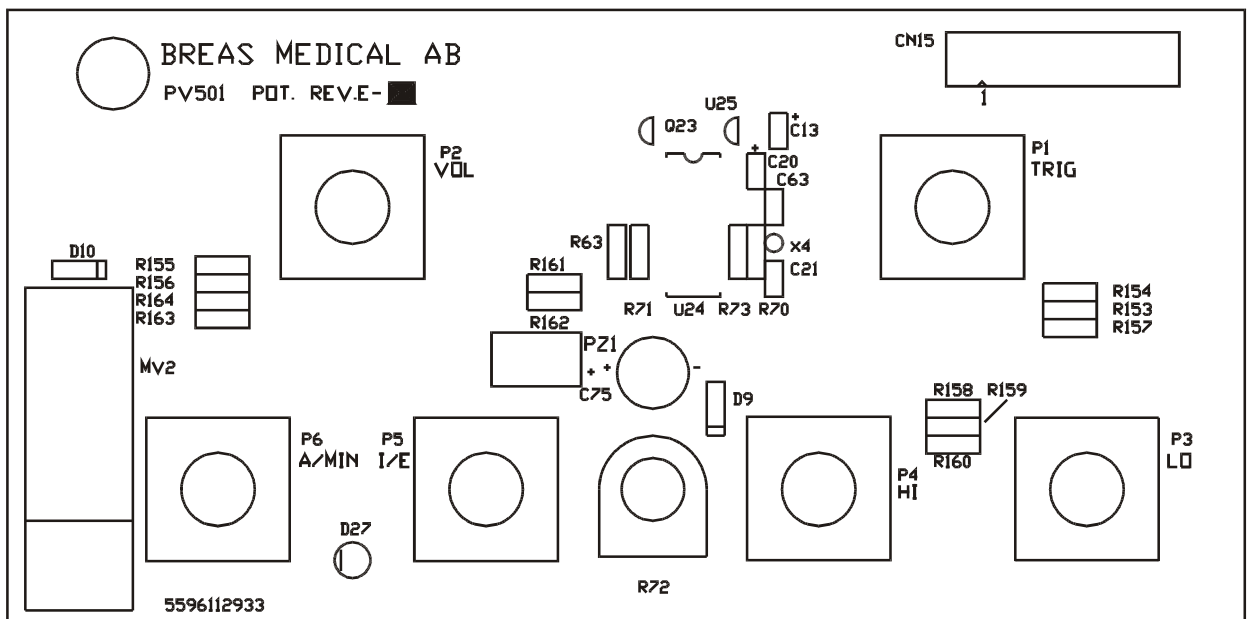 BREAS MEDICAL AB
PV501 POT. REV.E-
CN15
1
U25
Q23
C13
+
P2
VOL
+
C20
C63
P1
TRIG
D10
R155
R156
R164
R163
R63
X4
R161
C21
R71
U24
R73
R70
R154
R153
R157
R162
PZ1
Mv2
+
+
-
C75
D9
R158
R159
R160
P6
A/MIN
P5
I/E
P4
HI
P3
LO
D27
R72
5596112933